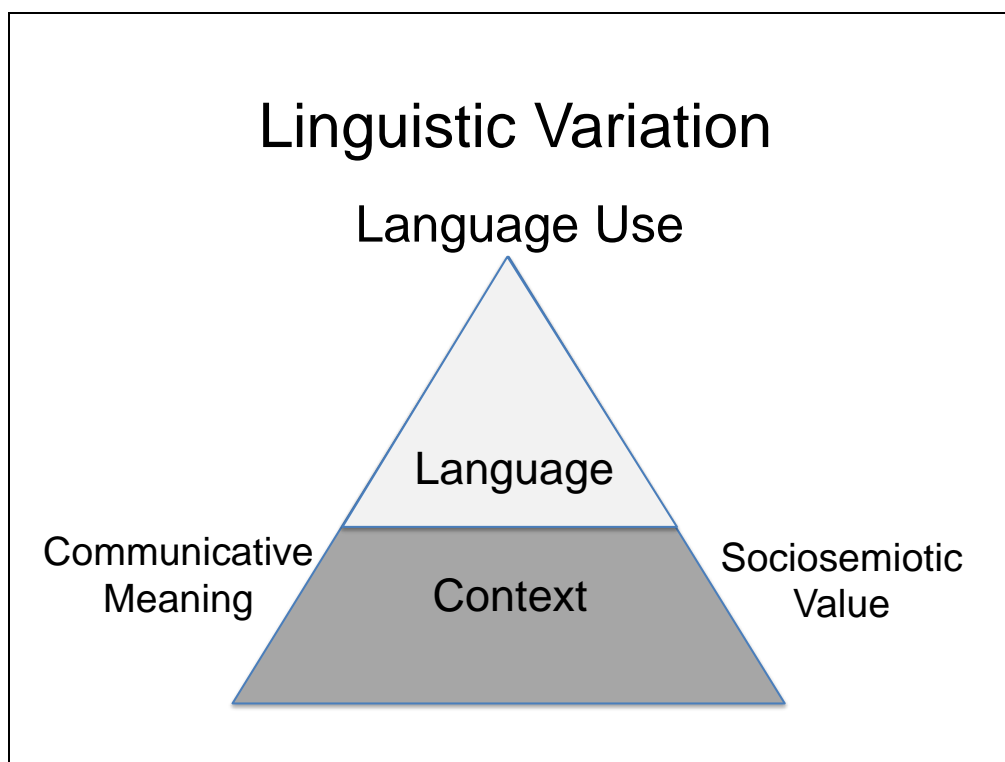 Linguistic Variation
Language Use
Language
Communicative
Meaning
Context
Sociosemiotic
Value